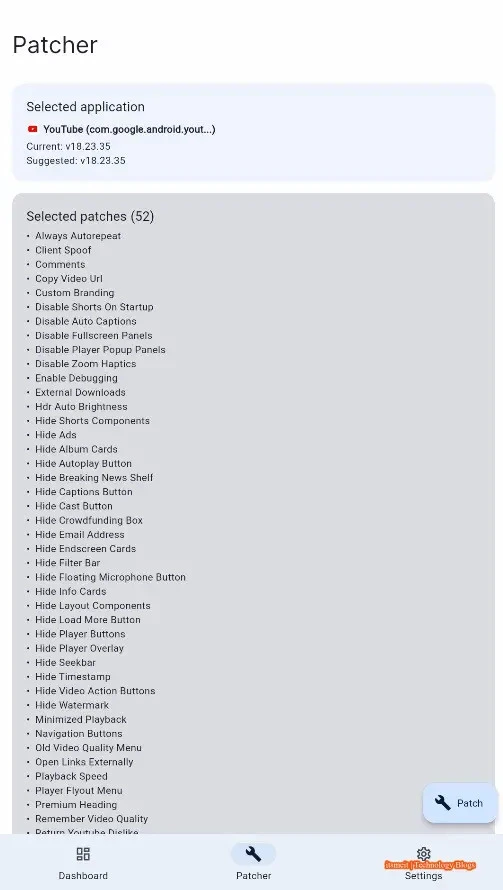 Patcher
Selected application
YouTube (com.google.android.yout...)
Current: v18.23.35
Suggested: v18.23.35
Selected patches (52)
• Always Autorepeat
• Client Spoof
• Comments
• Copy Video Url
• Custom Branding
• Disable Shorts On Startup
• Disable Auto Captions
• Disable Fullscreen Panels
• Disable Player Popup Panels
• Disable Zoom Haptics
• Enable Debugging
• External Downloads
• Hdr Auto Brightness
• Hide Shorts Components
• Hide Ads
• Hide Album Cards
• Hide Autoplay Button
• Hide Breaking News Shelf
• Hide Captions Button
• Hide Cast Button
• Hide Crowdfunding Box
• Hide Email Address
• Hide Endscreen Cards
• Hide Filter Bar
• Hide Floating Microphone Button
• Hide Info Cards
• Hide Layout Components
• Hide Load More Button
• Hide Player Buttons
• Hide Player Overlay
• Hide Seekbar
• Hide Timestamp
• Hide Video Action Buttons
• Hide Watermark
• Minimized Playback
• Navigation Buttons
• Old Video Quality Menu
• Open Links Externally
• Playback Speed
• Player Flyout Menu
• Premium Heading
• Remember Video Quality
• Return Youtube Dislike
Patch
Technology Blogs
Dashboard
Patcher
Settings